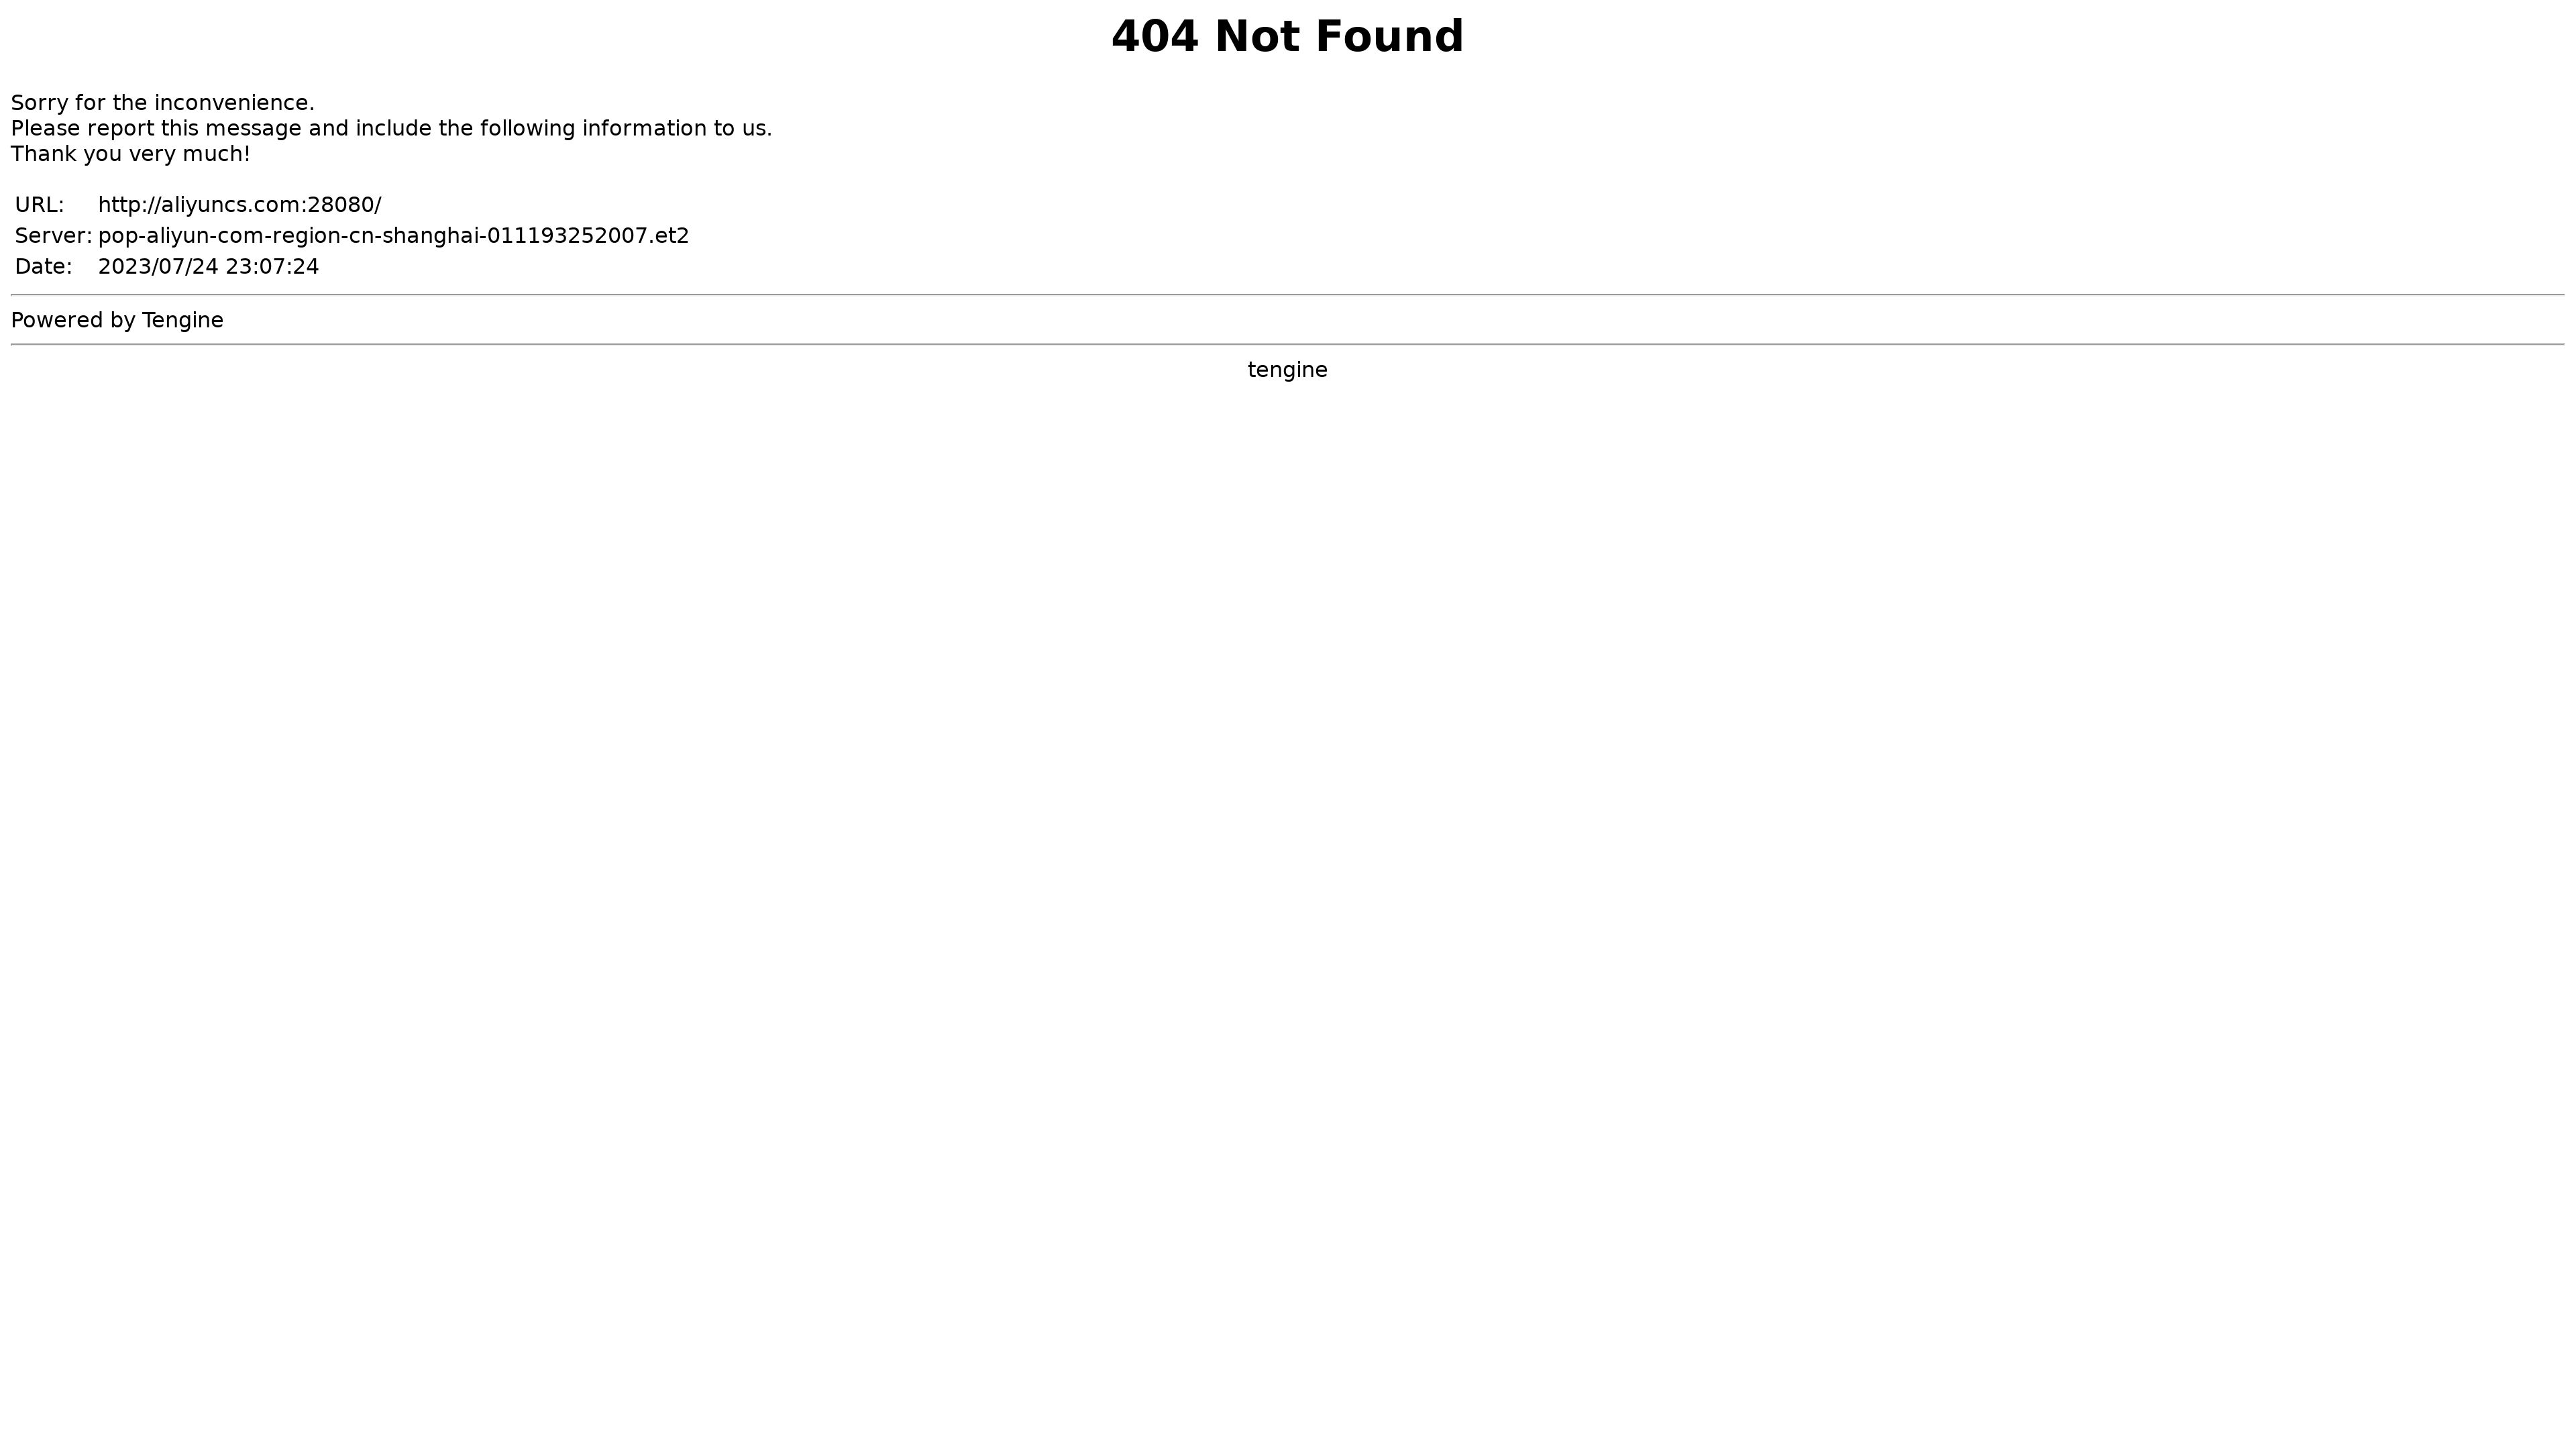 404 Not Found
Sorry for the inconvenience.
Please report this message and include the following information to us.
Thank you very much!
URL: http://aliyuncs.com:28080/
Server: pop-aliyun-com-region-cn-shanghai-011193252007.et2
Date: 2023/07/24 23:07:24
Powered by Tengine
tengine